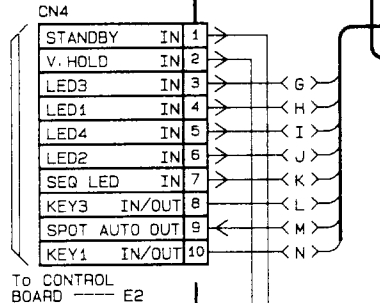 CN4
STANDBY IN 1
V.HOLD IN 2
LED3 IN 3 G
LED1 IN 4 H
LED4 IN 5 I
LED2 IN 6 J
SEQ LED IN 7 K
KEY3 IN/OUT 8 L
SPOT AUTO OUT 9 M
KEY1 IN/OUT 10 N
To CONTROL
BOARD ---- E2